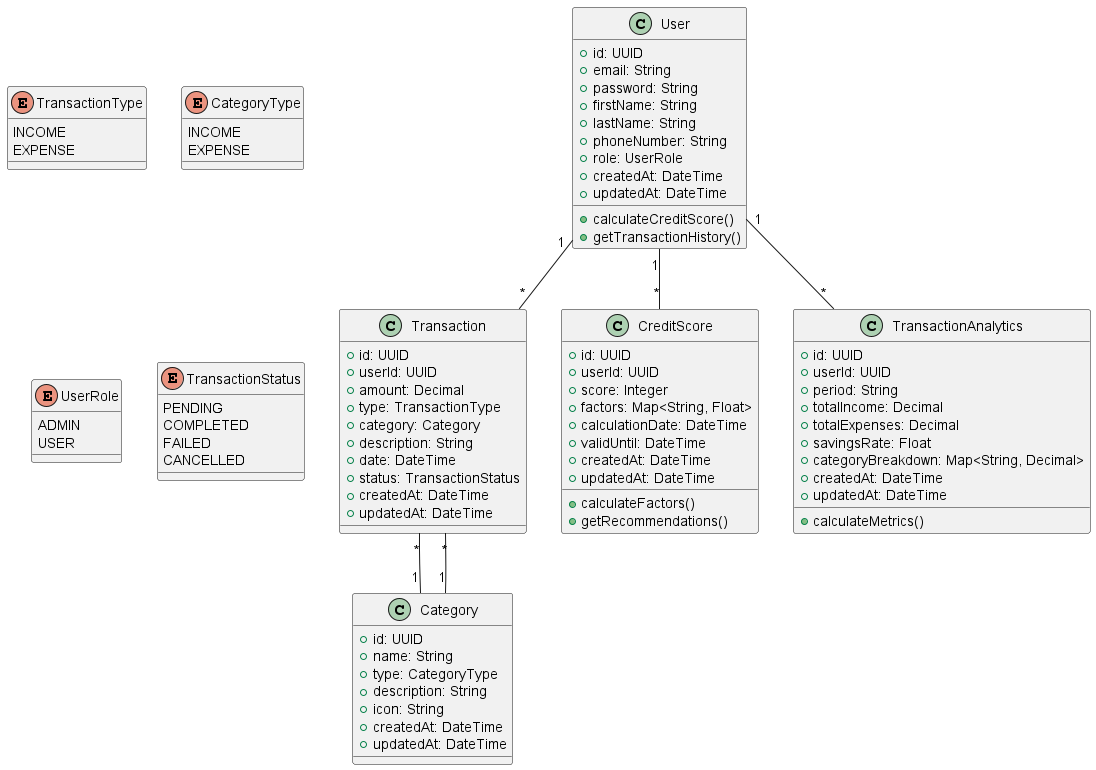 C User
id: UUID
email: String
password: String
firstName: String
lastName: String
phoneNumber: String
role: UserRole
createdAt: DateTime
updatedAt: DateTime
calculateCreditScore()
getTransactionHistory()
E TransactionType
INCOME
EXPENSE
E CategoryType
INCOME
EXPENSE
1
1
1
*
*
*
E UserRole
ADMIN
USER
E TransactionStatus
PENDING
COMPLETED
FAILED
CANCELLED
C Transaction
id: UUID
userId: UUID
amount: Decimal
type: TransactionType
category: Category
description: String
date: DateTime
status: TransactionStatus
createdAt: DateTime
updatedAt: DateTime
C CreditScore
id: UUID
userId: UUID
score: Integer
factors: Map<String, Float>
calculationDate: DateTime
validUntil: DateTime
createdAt: DateTime
updatedAt: DateTime
calculateFactors()
getRecommendations()
C TransactionAnalytics
id: UUID
userId: UUID
period: String
totalIncome: Decimal
totalExpenses: Decimal
savingsRate: Float
categoryBreakdown: Map<String, Decimal>
createdAt: DateTime
updatedAt: DateTime
calculateMetrics()
*
*
1
1
C Category
id: UUID
name: String
type: CategoryType
description: String
icon: String
createdAt: DateTime
updatedAt: DateTime